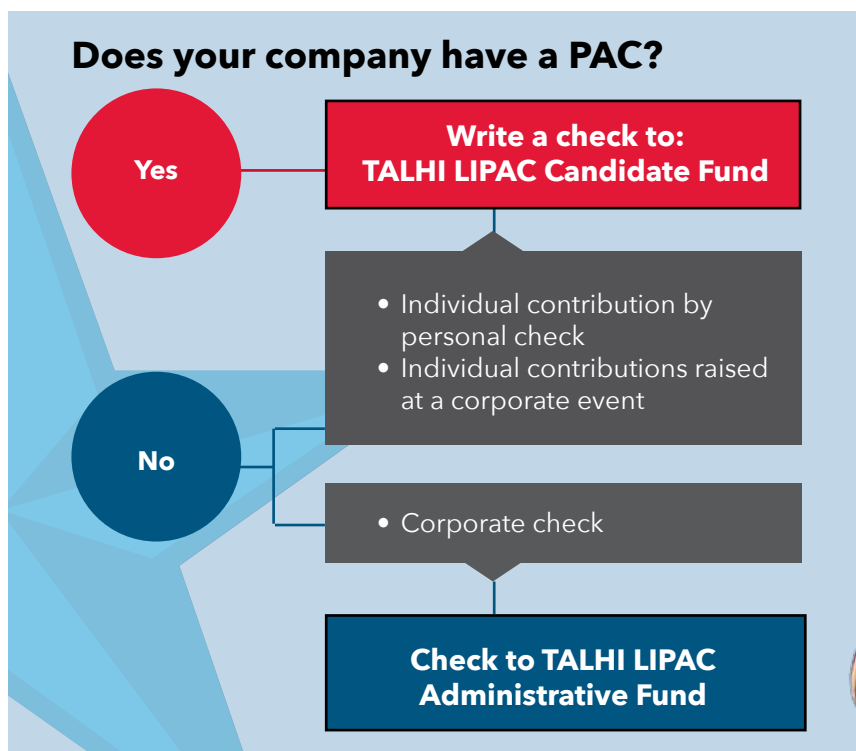 Does your company have a PAC?
Yes
Write a check to:
TALHI LIPAC Candidate Fund
• Individual contribution by
personal check
• Individual contributions raised
at a corporate event
No
• Corporate check
Check to TALHI LIPAC
Administrative Fund